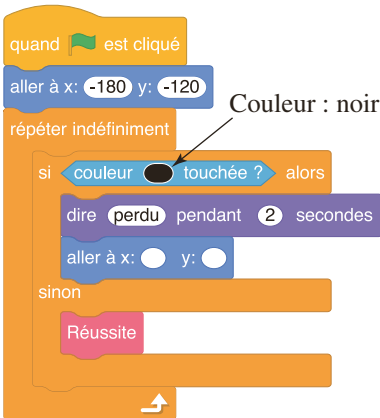 quand est cliqué
aller à x: -180 y: -120
Couleur : noir
répéter indéfiniment
si couleur touchée ? alors
dire perdu pendant 2 secondes
aller à x: y:
sinon
Réussite